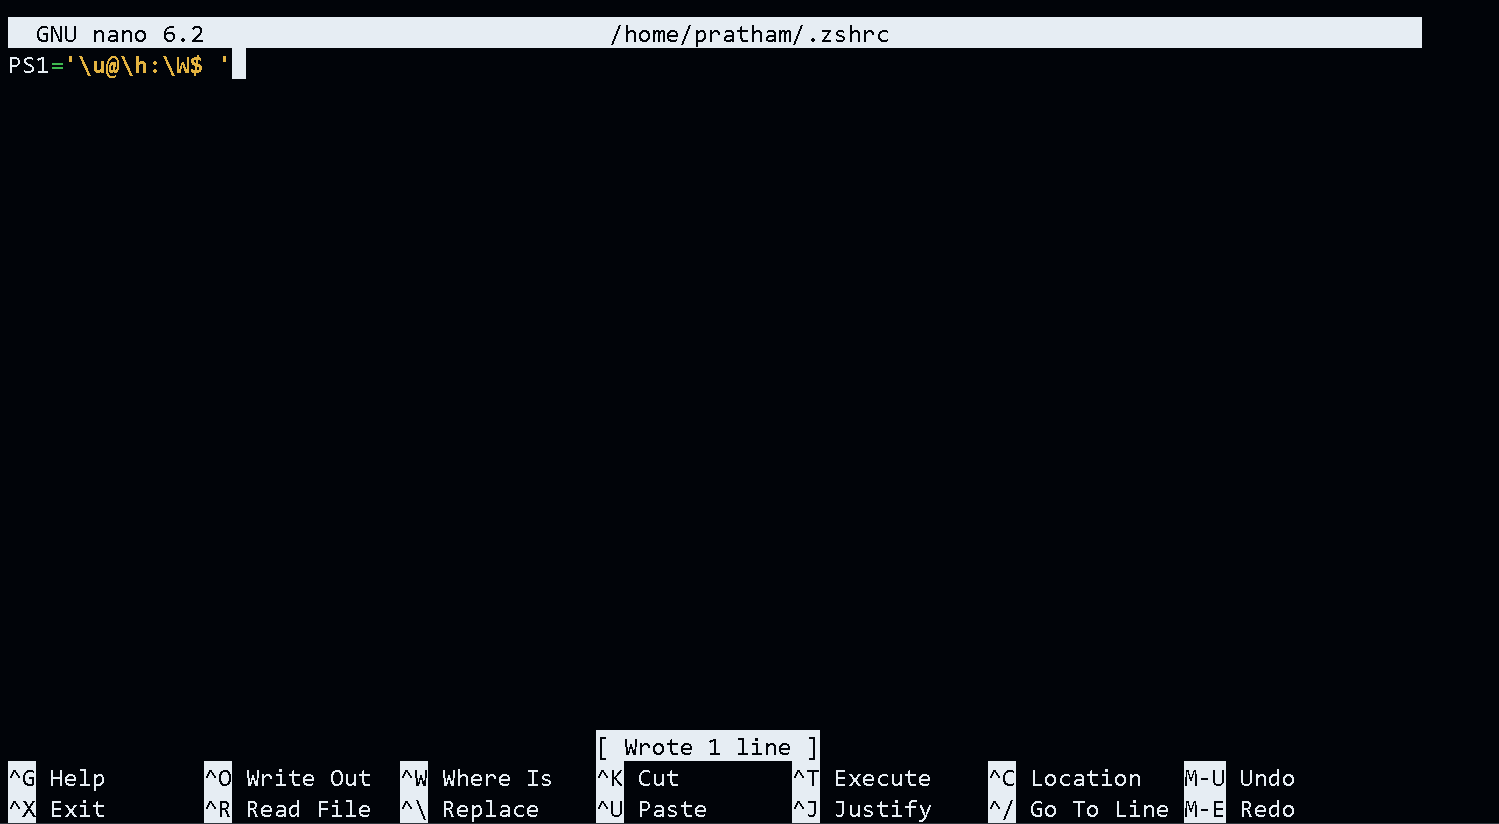 GNU nano 6.2 /home/pratham/.zshrc
PS1='\u@\h:\W$ '
[ Wrote 1 line ]
^G Help ^O Write Out ^W Where Is ^K Cut ^T Execute ^C Location M-U Undo
^X Exit ^R Read File ^\ Replace ^U Paste ^J Justify ^/ Go To Line M-E Redo